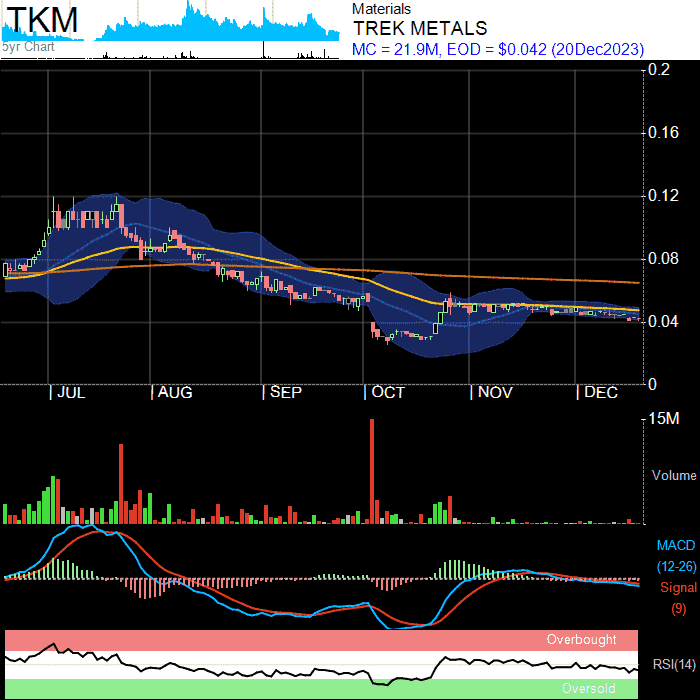 TKM
5yr Chart
Materials
TREK METALS
MC = 21.9M, EOD = $0.042 (20Dec2023)
0.2
0.16
0.12
0.08
0.04
0
| JUL | AUG | SEP | OCT | NOV | DEC
15M
Volume
MACD
(12-26)
Signal
(9)
Overbought
RSI(14)
Oversold